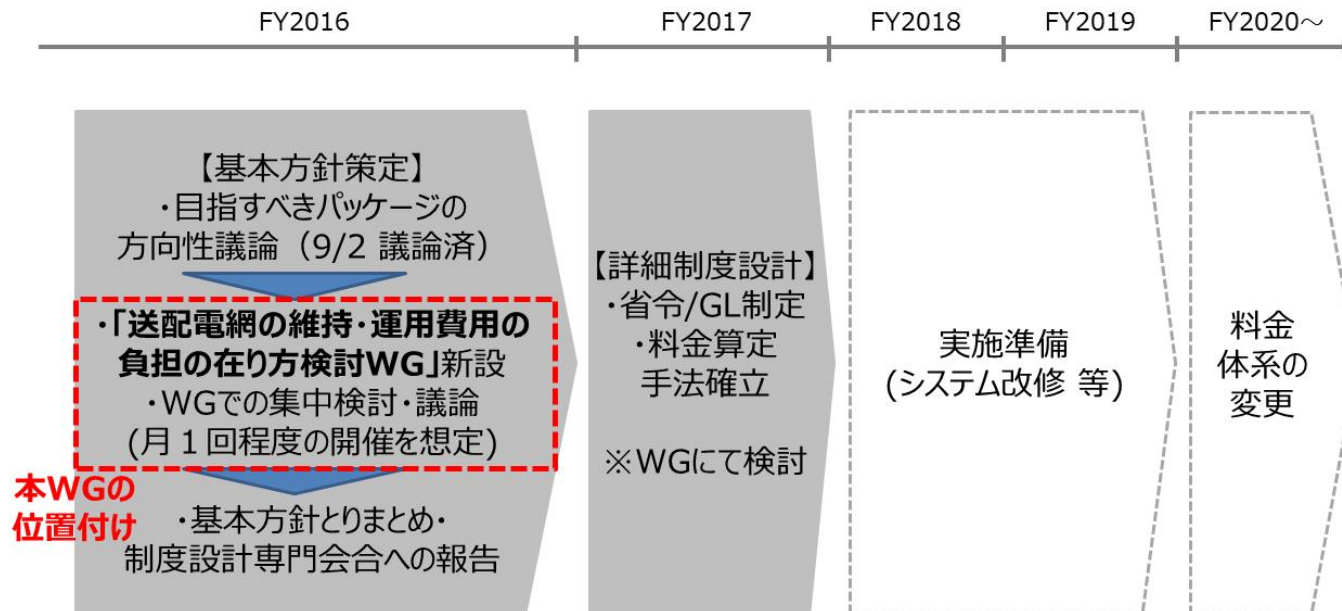 FY2016
FY2017
FY2018
FY2019
FY2020～
【基本方針策定】
・目指すべきパッケージの
方向性議論（9/2 議論済）
・「送配電網の維持・運用費用の
負担の在り方検討WG」新設
・WGでの集中検討・議論
(月１回程度の開催を想定)
本WGの
位置付け
・基本方針とりまとめ・
制度設計専門会合への報告
【詳細制度設計】
・省令/GL制定
・料金算定
手法確立
※WGにて検討
実施準備
(システム改修 等)
料金
体系の
変更